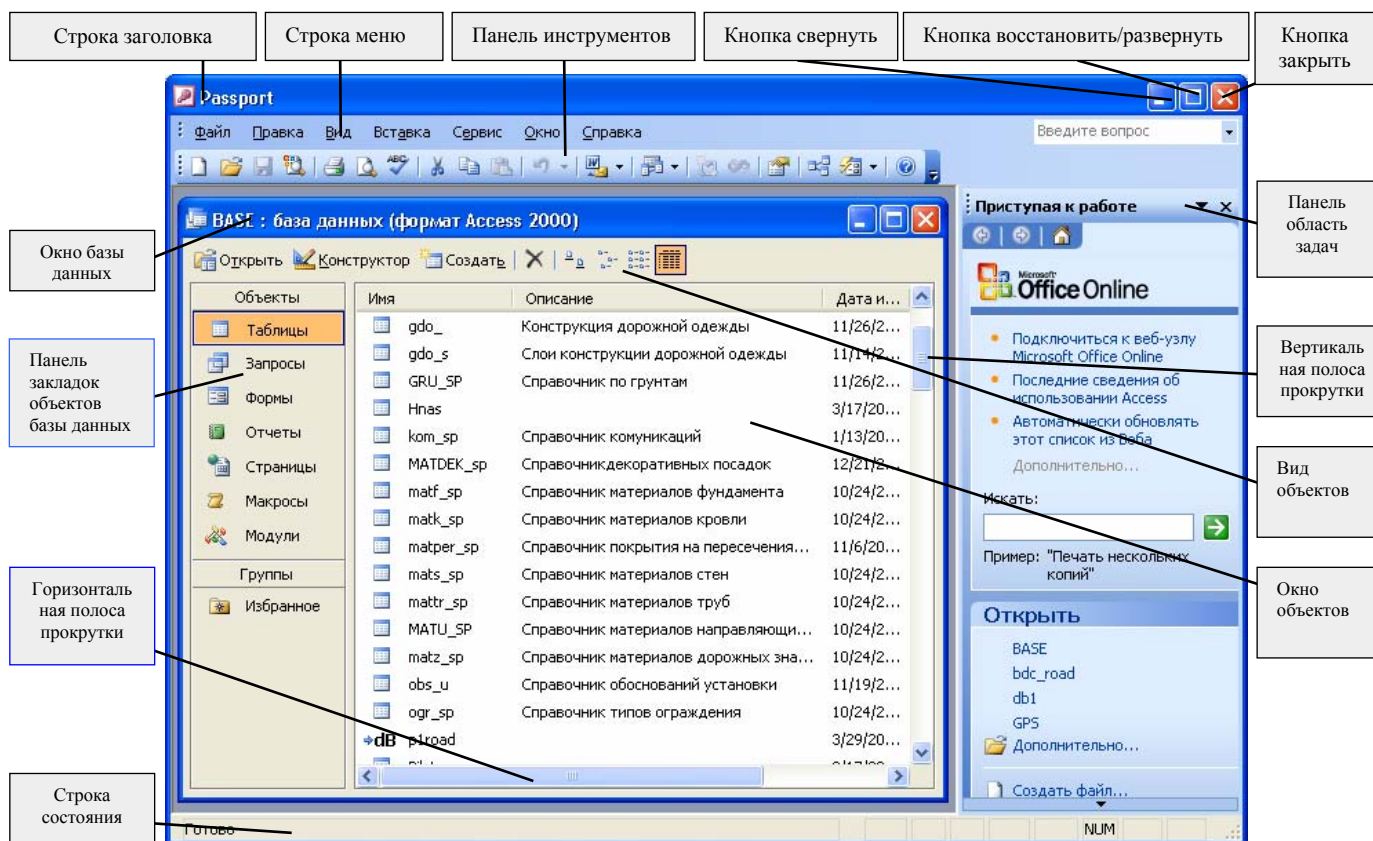 Строка заголовка
Строка меню
Панель инструментов
Кнопка свернуть
Кнопка восстановить/развернуть
Кнопка
закрыть
Passport
Файл Правка Вид Вставка Сервис Окно Справка
Введите вопрос
Окно базы
данных
Панель
закладок
объектов
базы данных
Горизонталь
ная полоса
прокрутки
Строка
состояния
BASE : база данных (формат Access 2000)
Открыть Конструктор Создать
Объекты
Таблицы
Запросы
Формы
Отчеты
Страницы
Макросы
Модули
Группы
Избранное
Имя Описание Дата и...
gdo_ Конструкция дорожной одежды 11/26/2...
gdo_s Слои конструкции дорожной одежды 11/14/2...
GRU_SP Справочник по грунтам 11/26/2...
Hnas 3/17/20...
kom_sp Справочник комуникаций 1/13/20...
MATDEK_sp Справочникдекоративных посадок 12/21/2...
matf_sp Справочник материалов фундамента 10/24/2...
matk_sp Справочник материалов кровли 10/24/2...
matper_sp Справочник покрытия на пересечения... 11/6/20...
mats_sp Справочник материалов стен 10/24/2...
mattr_sp Справочник материалов труб 10/24/2...
MATU_SP Справочник материалов направляющи... 10/24/2...
matz_sp Справочник материалов дорожных зна... 10/24/2...
obs_u Справочник обоснований установки 11/19/2...
ogr_sp Справочник типов ограждения 10/24/2...
dB p1road 3/29/20...
Приступая к работе
Microsoft
Office Online
Подключиться к веб-узлу
Microsoft Office Online
Последние сведения об
использовании Access
Автоматически обновлять
этот список из Веба
Дополнительно...
Искать:
Пример: "Печать нескольких
копий"
Открыть
BASE
bdc_road
db1
GPS
Дополнительно...
Создать файл...
Панель
область
задач
Вертикаль
ная полоса
прокрутки
Вид
объектов
Окно
объектов
Готово
NUM